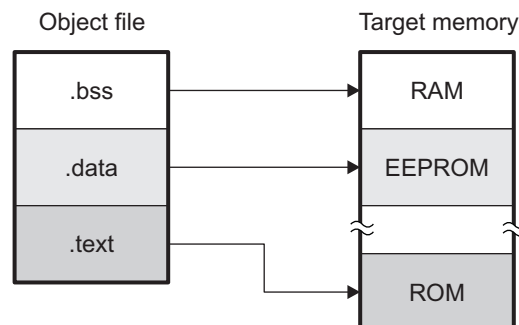 Object file
Target memory
.bss
RAM
.data
EEPROM
.text
ROM